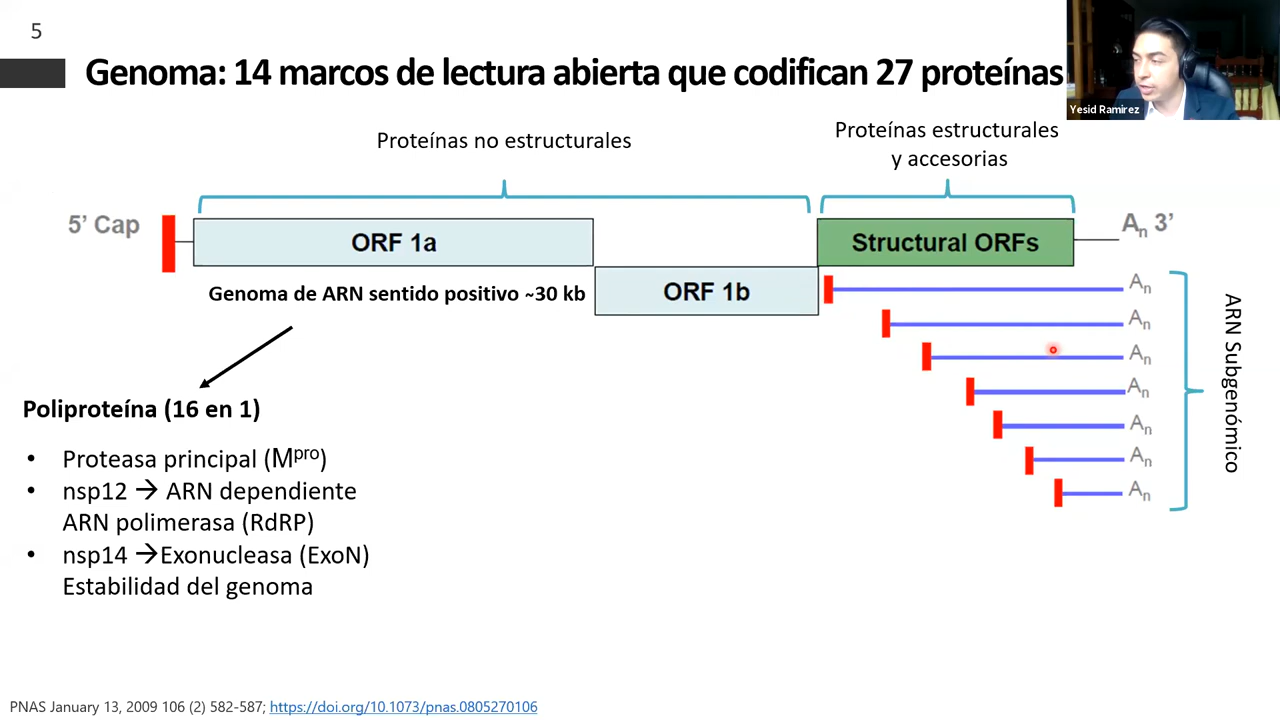 5
Genoma: 14 marcos de lectura abierta que codifican 27 proteínas
Yesid Ramirez
Proteínas no estructurales
Proteínas estructurales
y accesorias
5’ Cap
ORF 1a
Structural ORFs
An 3’
Genoma de ARN sentido positivo ~30 kb
ORF 1b
An
An
An
An
An
An
An
ARN Subgenómico
Poliproteína (16 en 1)
• Proteasa principal (Mpro)
• nsp12 → ARN dependiente
ARN polimerasa (RdRP)
• nsp14 →Exonucleasa (ExoN)
Estabilidad del genoma
PNAS January 13, 2009 106 (2) 582-587; https://doi.org/10.1073/pnas.0805270106